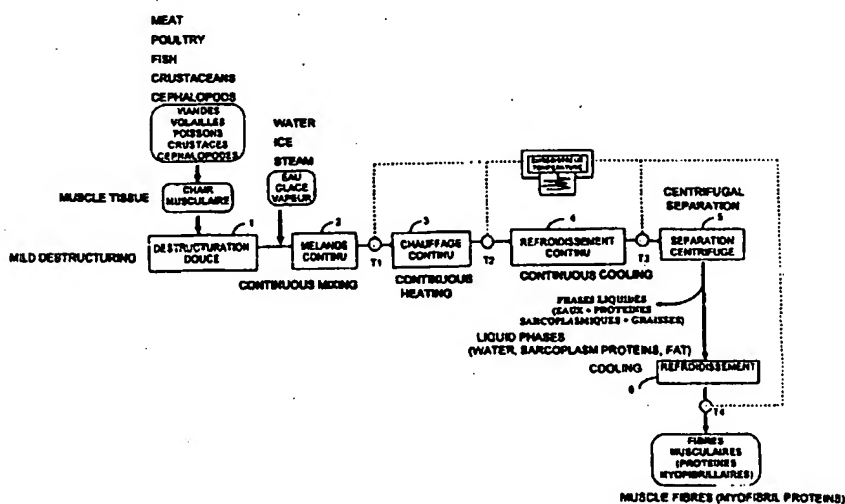 MEAT
POULTRY
FISH
CRUSTACEANS
CEPHALOPODS
VIANDES
VOLAILLES
POISSONS
CRUSTACES
CEPHALOPODES
WATER
ICE
STEAM
EAU
GLACE
VAPEUR
TEMPERATURE
MUSCLE TISSUE
CHAIR
MUSCULAIRE
CENTRIFUGAL
SEPARATION
1
2
3
4
5
MILD DESTRUCTURING
DESTRUCTURATION
DOUCE
MELANGE
CONTINU
T1
CHAUFFAGE
CONTINU
T2
REFROIDISSEMENT
CONTINU
T3
SEPARATION
CENTRIFUGE
CONTINUOUS MIXING
CONTINUOUS
HEATING
CONTINUOUS COOLING
PHASES LIQUIDES
(EAUX + PROTEINES
SARCOPLASMIQUES + GRAISSES)
LIQUID PHASES
(WATER, SARCOPLASM PROTEINS, FAT)
COOLING
REFROIDISSEMENT
6
T4
FIBRES
MUSCULAIRES
(PROTEINES
MYOFIBRILLAIRES)
MUSCLE FIBRES (MYOFIBRIL PROTEINS)